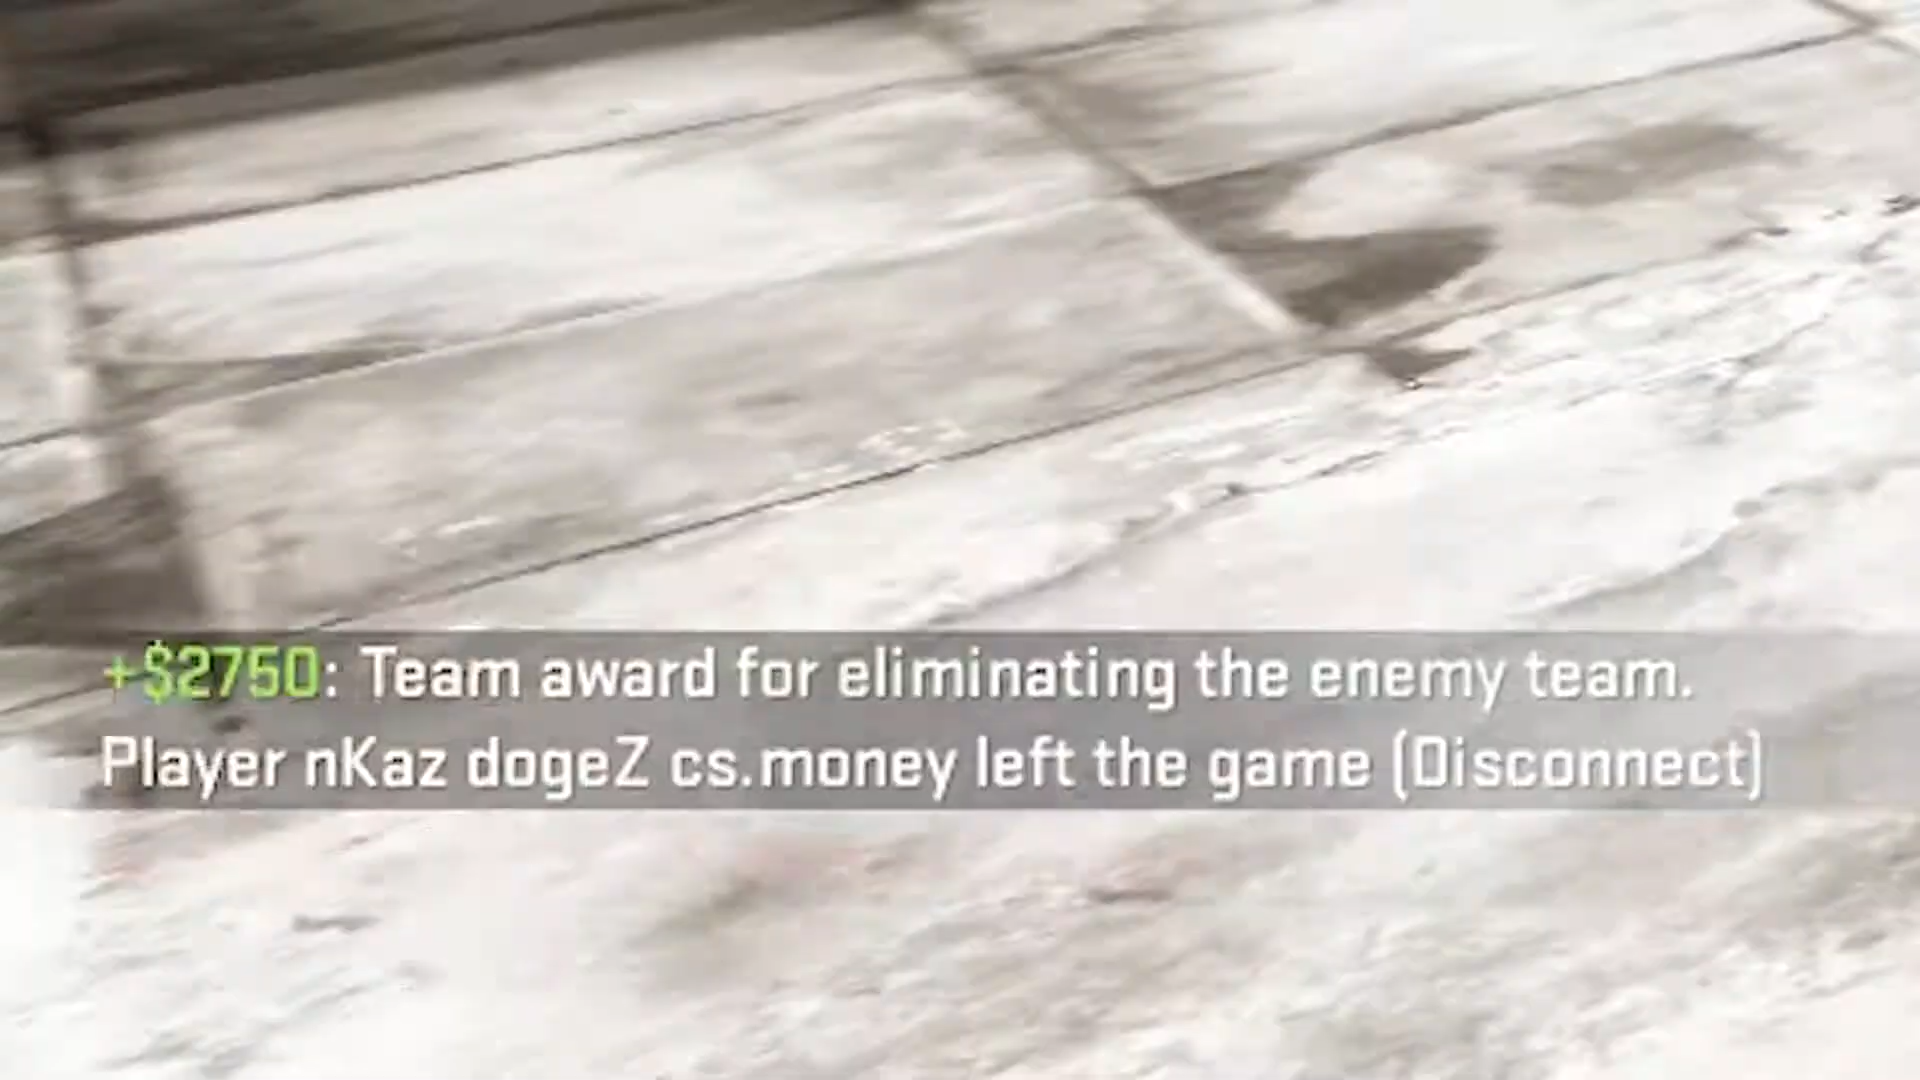 +$2750: Team award for eliminating the enemy team.
Player nKaz dogeZ cs.money left the game (Disconnect)